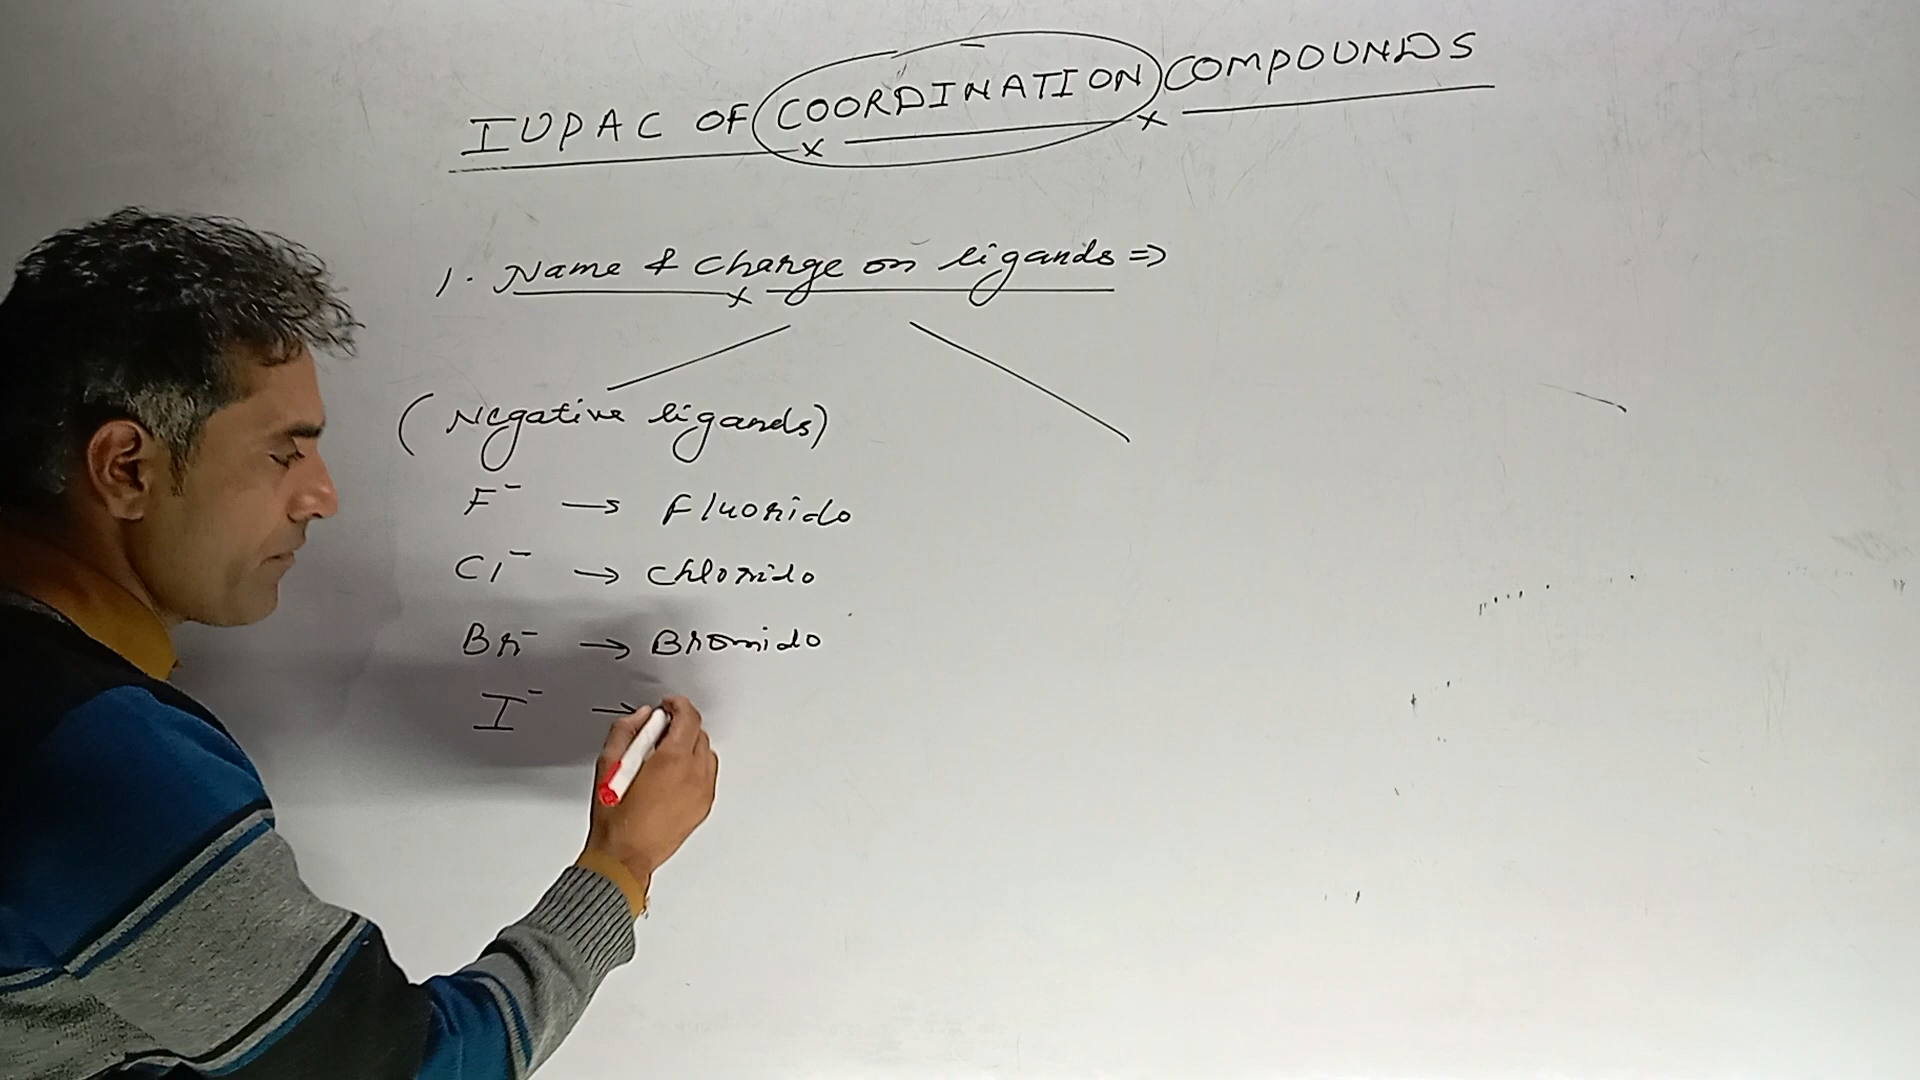 IUPAC OF COORDINATION COMPOUNDS
1. Name & charge on ligands ⇒
(Negative ligands)
F⁻ → Fluorido
Cl⁻ → Chlorido
Br⁻ → Bromido
I⁻ →